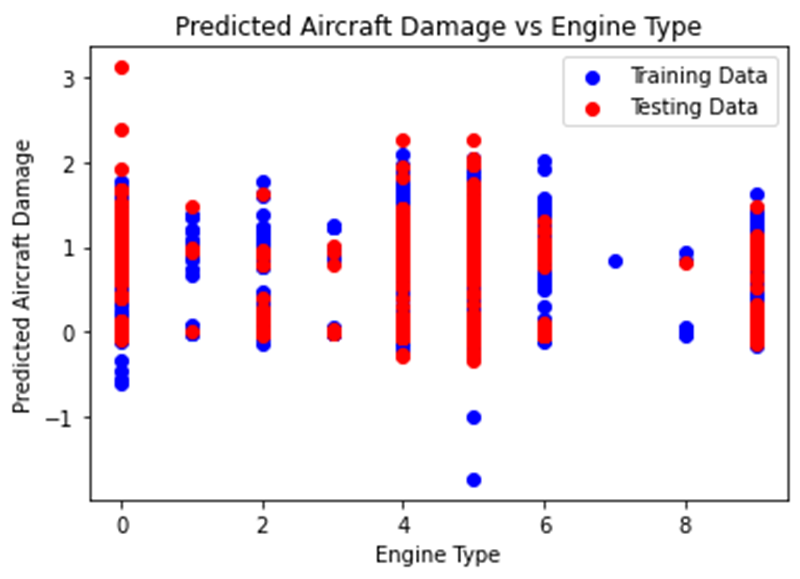 Predicted Aircraft Damage vs Engine Type
Training Data
Testing Data
Predicted Aircraft Damage
3
2
1
0
−1
0 2 4 6 8
Engine Type